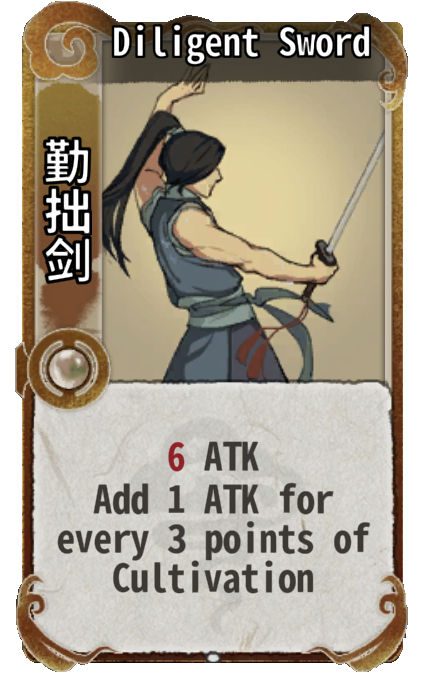 Diligent Sword
勤拙剑
6 ATK
Add 1 ATK for
every 3 points of
Cultivation